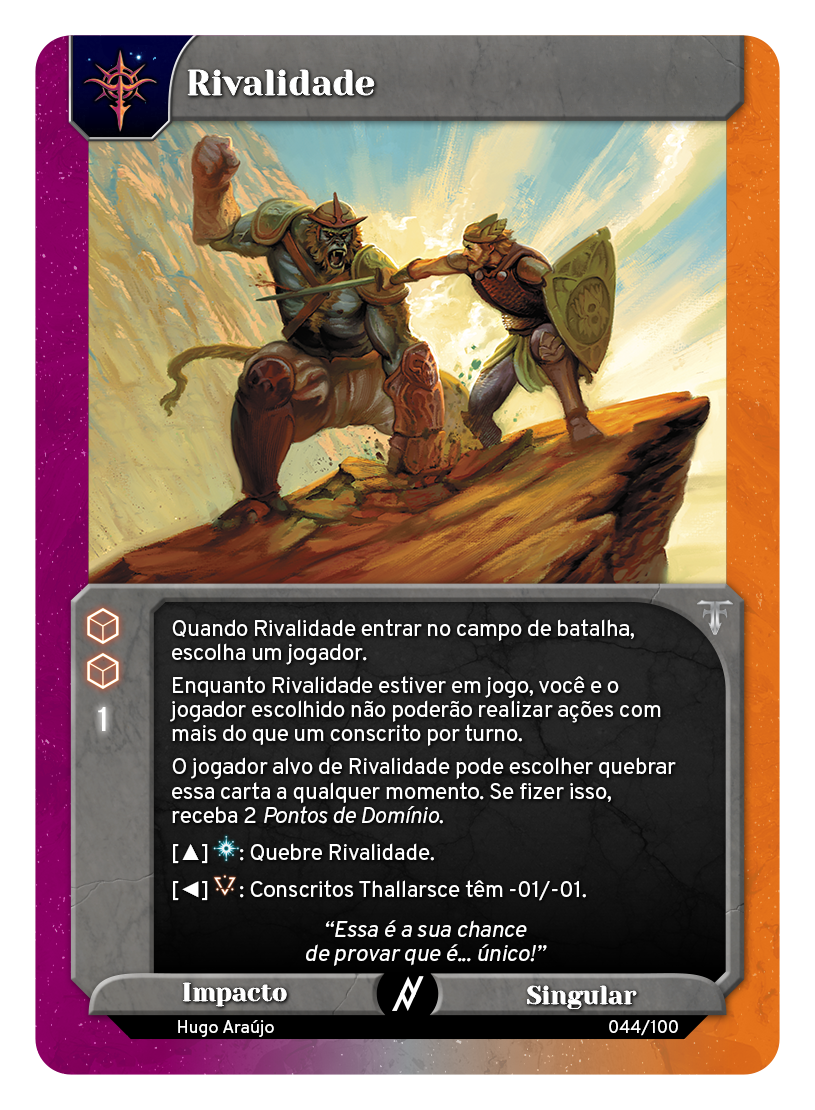 Rivalidade
1
Quando Rivalidade entrar no campo de batalha,
escolha um jogador.
Enquanto Rivalidade estiver em jogo, você e o
jogador escolhido não poderão realizar ações com
mais do que um conscrito por turno.
O jogador alvo de Rivalidade pode escolher quebrar
essa carta a qualquer momento. Se fizer isso,
receba 2 Pontos de Domínio.
[▲] : Quebre Rivalidade.
[◀] : Conscritos Thallarsce têm -01/-01.
“Essa é a sua chance
de provar que é... único!”
Impacto
Singular
Hugo Araújo
044/100